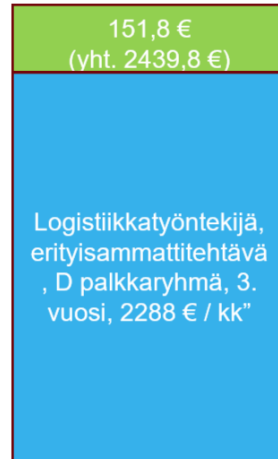 151,8 €
(yht. 2439,8 €)
Logistiikkatyöntekijä,
erityisammattitehtävä
, D palkkaryhmä, 3.
vuosi, 2288 € / kk”